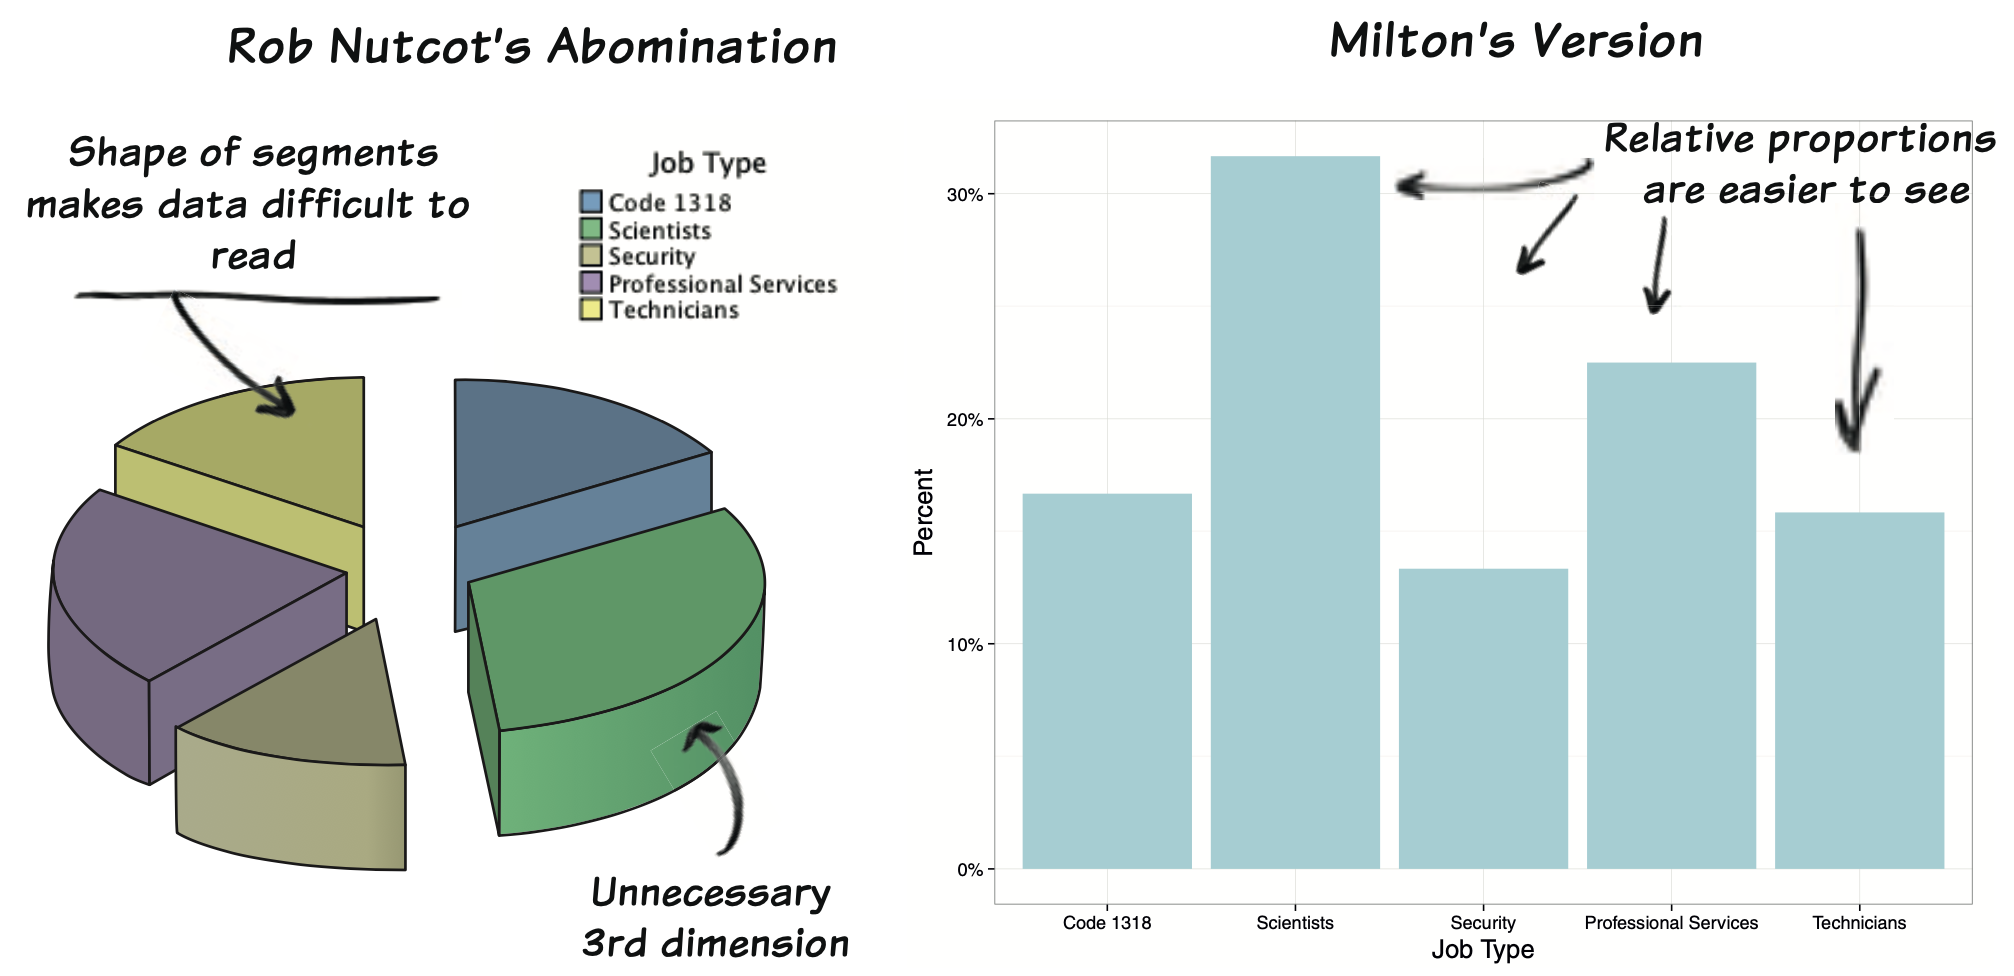 Rob Nutcot's Abomination
Shape of segments
makes data difficult to
read
Job Type
Code 1318
Scientists
Security
Professional Services
Technicians
Unnecessary
3rd dimension
Milton's Version
Relative proportions
are easier to see
30%
20%
10%
0%
Percent
Code 1318
Scientists
Security
Professional Services
Technicians
Job Type